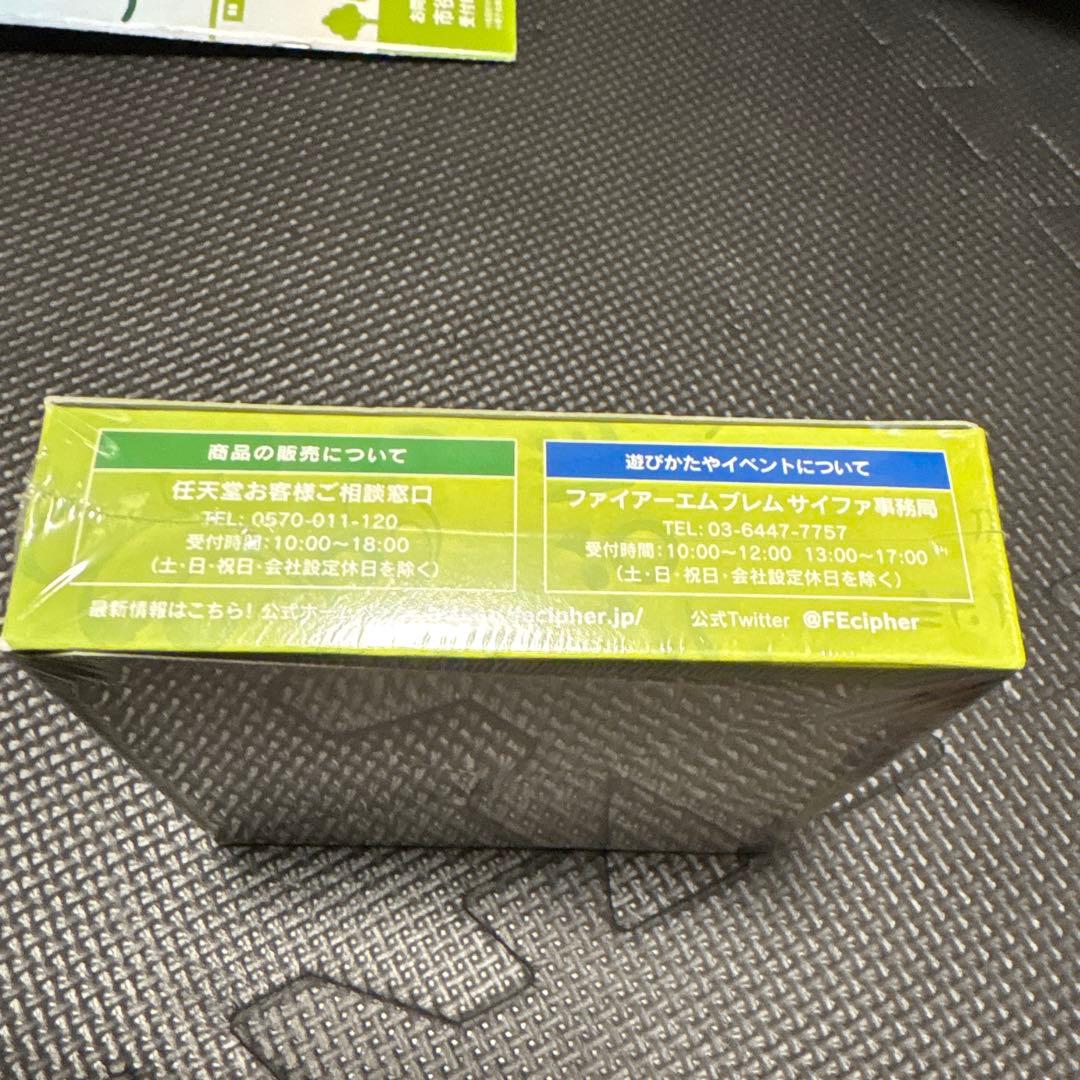 商品の販売について
任天堂お客様ご相談窓口
TEL: 0570-011-120
受付時間:10:00〜18:00
(土・日・祝日・会社設定休日を除く)
遊びかたやイベントについて
ファイアーエムブレム サイファ事務局
TEL: 03-6447-7757
受付時間:10:00〜12:00 13:00〜17:00
(土・日・祝日・会社設定休日を除く)
最新情報はこちら! 公式ホーム fecipher.jp/ 公式Twitter @FEcipher